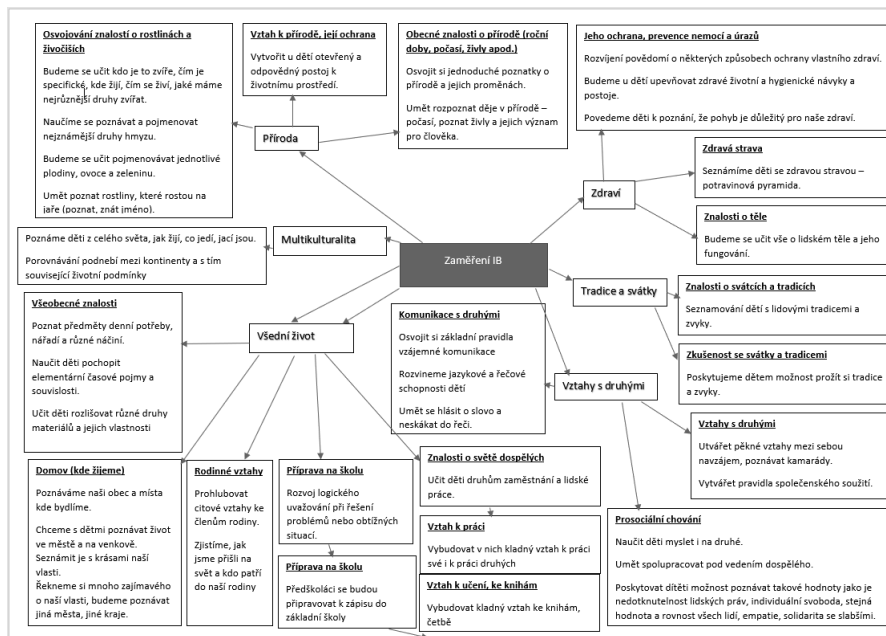 Osvojování znalostí o rostlinách a
živočiších
Budeme se učit kdo je to zvíře, čím je
specifické, kde žijí, čím se živí, jaké máme
nejrůznější druhy zvířat.
Naučíme se poznávat a pojmenovat
nejznámější druhy hmyzu.
Budeme se učit pojmenovávat jednotlivé
plodiny, ovoce a zeleninu.
Umět poznat rostliny, které rostou na
jaře (poznat, znát jméno).
Vztah k přírodě, její ochrana
Vytvořit u dětí otevřený a
odpovědný postoj k
životnímu prostředí.
Obecné znalosti o přírodě (roční
doby, počasí, živly apod.)
Osvojit si jednoduché poznatky o
přírodě a jejich proměnách.
Umět rozpoznat děje v přírodě –
počasí, poznat živly a jejich význam
pro člověka.
Jeho ochrana, prevence nemocí a úrazů
Rozvíjení povědomí o některých způsobech ochrany vlastního zdraví.
Budeme u dětí upevňovat zdravé životní a hygienické návyky a
postoje.
Povedeme děti k poznání, že pohyb je důležitý pro naše zdraví.
Příroda
Zdravá strava
Seznámíme děti se zdravou stravou –
potravinová pyramida.
Zdraví
Znalosti o těle
Budeme se učit vše o lidském těle a jeho
fungování.
Poznáme děti z celého světa, jak žijí, co jedí, jací jsou.
Porovnávání podnebí mezi kontinenty a s tím
související životní podmínky
Multikulturalita
Zaměření IB
Tradice a svátky
Znalosti o svátcích a tradicích
Seznamování dětí s lidovými tradicemi a
zvyky.
Všeobecné znalosti
Poznat předměty denní potřeby,
nářadí a různé náčiní.
Naučit děti pochopit
elementární časové pojmy a
souvislosti.
Učit děti rozlišovat různé druhy
materiálů a jejich vlastnosti
Všední život
Komunikace s druhými
Osvojit si základní pravidla
vzájemné komunikace
Rozvineme jazykové a řečové
schopnosti dětí
Umět se hlásit o slovo a
neskákat do řeči.
Zkušenost se svátky a tradicemi
Poskytujeme dětem možnost prožít si tradice
a zvyky.
Vztahy s druhými
Vztahy s druhými
Utvářet pěkné vztahy mezi sebou
navzájem, poznávat kamarády.
Vytvářet pravidla společenského soužití.
Domov (kde žijeme)
Poznáváme naši obec a místa
kde bydlíme.
Chceme s dětmi poznávat život
ve městě a na venkově.
Seznámit je s krásami naší
vlasti.
Řekneme si mnoho zajímavého
o naší vlasti, budeme poznávat
jiná města, jiné kraje.
Rodinné vztahy
Prohlubovat
citové vztahy ke
členům rodiny.
Zjistíme, jak
jsme přišli na
svět a kdo patří
do naší rodiny
Příprava na školu
Rozvoj logického
uvažování při řešení
problémů nebo obtížných
situací.
Příprava na školu
Předškoláci se budou
připravovat k zápisu do
základní školy
Znalosti o světě dospělých
Učit děti druhům zaměstnání a lidské
práce.
Vztah k práci
Vybudovat v nich kladný vztah k práci
své i k práci druhých
Vztah k učení, ke knihám
Vybudovat kladný vztah ke knihám,
četbě
Prosociální chování
Naučit děti myslet i na druhé.
Umět spolupracovat pod vedením dospělého.
Poskytovat dítěti možnost poznávat takové hodnoty jako je
nedotknutelnost lidských práv, individuální svoboda, stejná
hodnota a rovnost všech lidí, empatie, solidarita se slabšími.